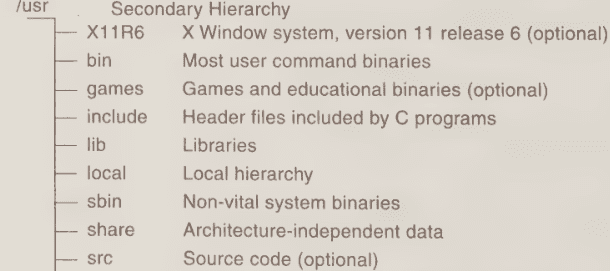 /usr Secondary Hierarchy
X11R6 X Window system, version 11 release 6 (optional)
bin Most user command binaries
games Games and educational binaries (optional)
include Header files included by C programs
lib Libraries
local Local hierarchy
sbin Non-vital system binaries
share Architecture-independent data
src Source code (optional)